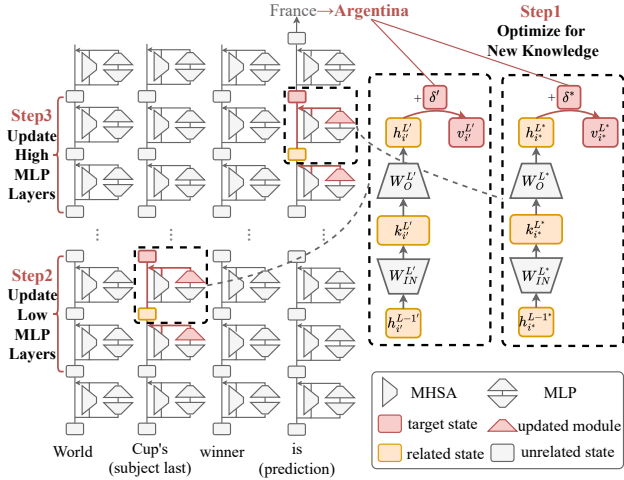 France→Argentina
Step1
Optimize for
New Knowledge
Step3
Update
High
MLP
Layers
Step2
Update
Low
MLP
Layers
+ δ′
h_{i′}^{L′}
v_{i′}^{L′}
W_O^{L′}
k_{i′}^{L′}
W_{IN}^{L′}
h_{i′}^{L-1′}
+ δ*
h_{i*}^{L*}
v_{i*}^{L*}
W_O^{L*}
k_{i*}^{L*}
W_{IN}^{L*}
h_{i*}^{L-1*}
... ... ... ...
World
Cup's
(subject last)
winner
is
(prediction)
MHSA
MLP
target state
updated module
related state
unrelated state